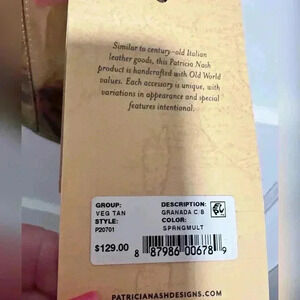 Similar to century-old Italian
leather goods, this Patricia Nash
product is handcrafted with Old World
values. Each accessory is unique, with
variations in appearance and special
features intentional.
GROUP: DESCRIPTION:
VEG TAN GRANADA C/B
STYLE: COLOR:
P20701 SPRNGMULT
$129.00
8 87986 00678 9
PATRICIANASHDESIGNS.COM